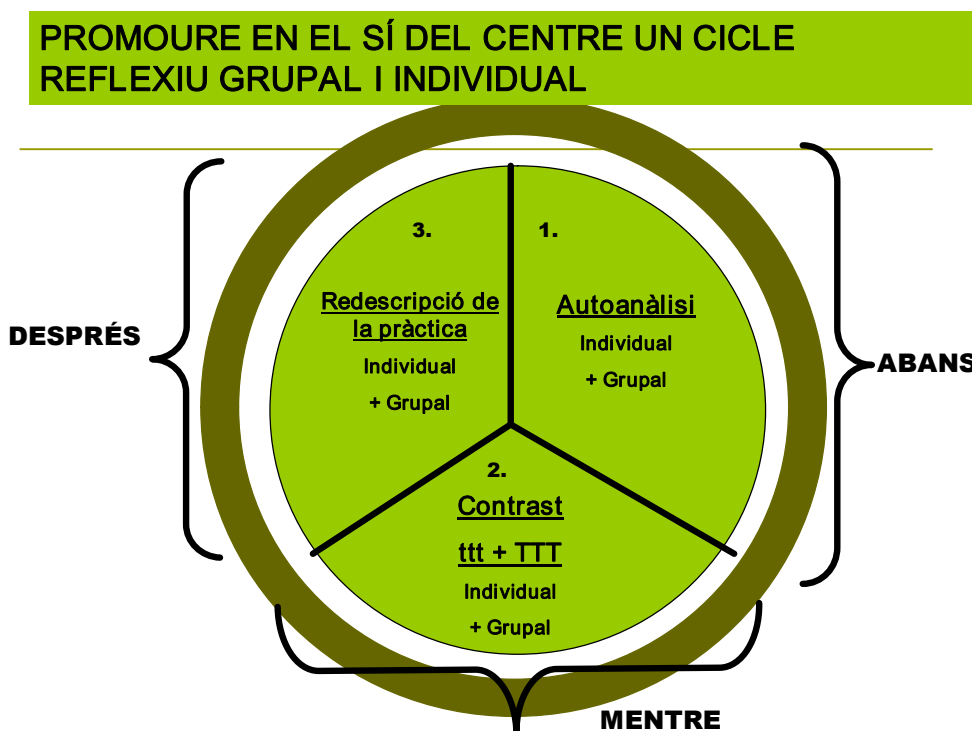 PROMOURE EN EL SÍ DEL CENTRE UN CICLE
REFLEXIU GRUPAL I INDIVIDUAL
1.
Autoanàlisi
Individual
+ Grupal
ABANS
2.
Contrast
ttt + TTT
Individual
+ Grupal
MENTRE
3.
Redescripció de
la pràctica
Individual
+ Grupal
DESPRÉS